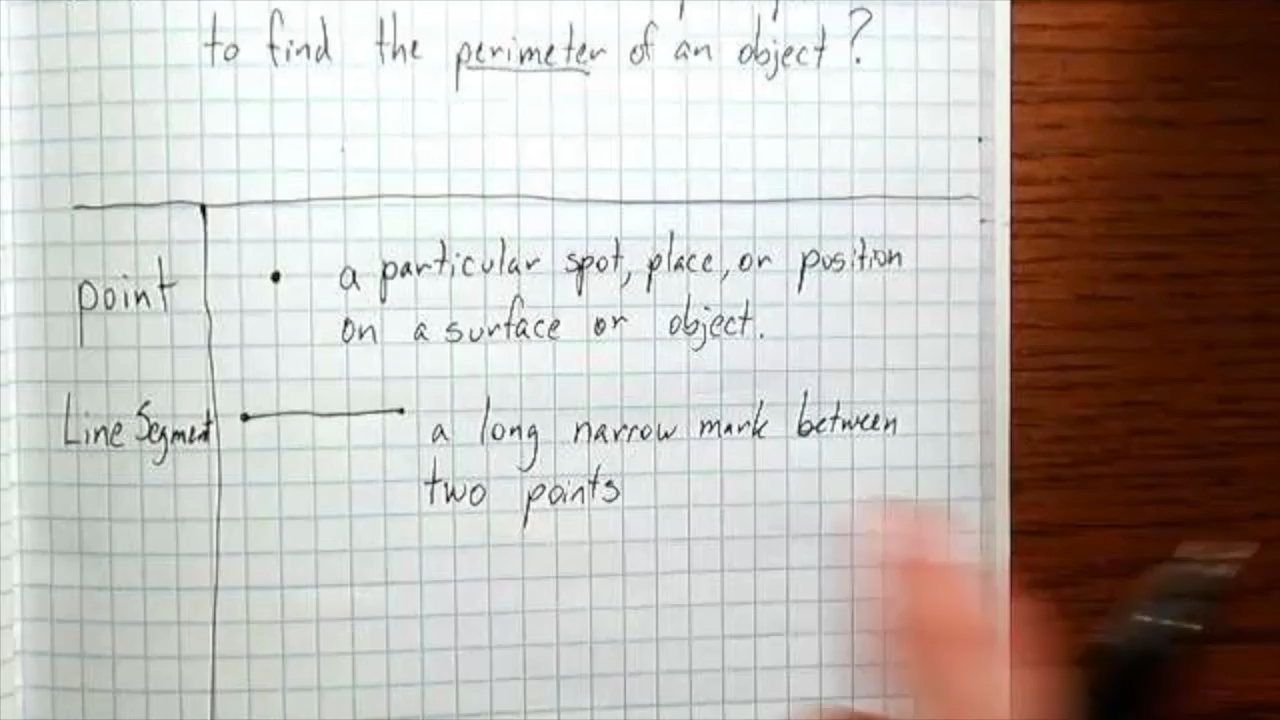 to find the perimeter of an object?
point
a particular spot, place, or position
on a surface or object.
Line Segment
a long narrow mark between
two points